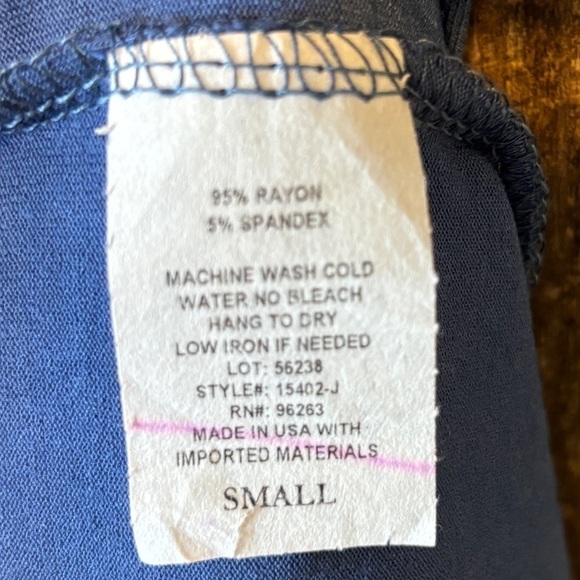 95% RAYON
5% SPANDEX
MACHINE WASH COLD
WATER NO BLEACH
HANG TO DRY
LOW IRON IF NEEDED
LOT: 56238
STYLE#: 15402-J
RN#: 96263
MADE IN USA WITH
IMPORTED MATERIALS
SMALL